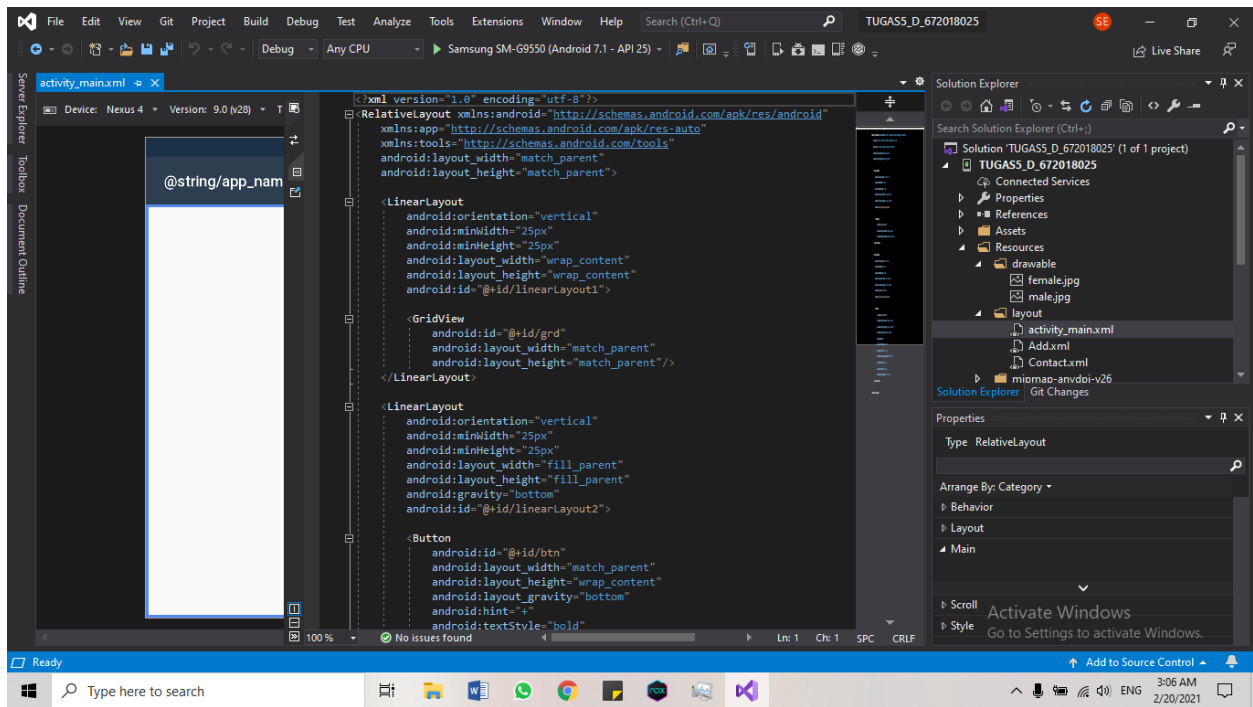 File Edit View Git Project Build Debug Test Analyze Tools Extensions Window Help Search (Ctrl+Q) TUGAS5_D_672018025 SE
Debug Any CPU Samsung SM-G9550 (Android 7.1 - API 25) Live Share
Server Explorer
Toolbox
Document Outline
activity_main.xml
Device: Nexus 4 Version: 9.0 (v28) T
@string/app_nam
<?xml version="1.0" encoding="utf-8"?>
<RelativeLayout xmlns:android="http://schemas.android.com/apk/res/android"
xmlns:app="http://schemas.android.com/apk/res-auto"
xmlns:tools="http://schemas.android.com/tools"
android:layout_width="match_parent"
android:layout_height="match_parent">
<LinearLayout
android:orientation="vertical"
android:minWidth="25px"
android:minHeight="25px"
android:layout_width="wrap_content"
android:layout_height="wrap_content"
android:id="@+id/linearLayout1">
<GridView
android:id="@+id/grd"
android:layout_width="match_parent"
android:layout_height="match_parent"/>
</LinearLayout>
<LinearLayout
android:orientation="vertical"
android:minWidth="25px"
android:minHeight="25px"
android:layout_width="fill_parent"
android:layout_height="fill_parent"
android:gravity="bottom"
android:id="@+id/linearLayout2">
<Button
android:id="@+id/btn"
android:layout_width="match_parent"
android:layout_height="wrap_content"
android:layout_gravity="bottom"
android:hint="+"
android:textStyle="bold"
100 % No issues found Ln: 1 Ch: 1 SPC CRLF
Solution Explorer
Search Solution Explorer (Ctrl+;)
Solution 'TUGAS5_D_672018025' (1 of 1 project)
TUGAS5_D_672018025
Connected Services
Properties
References
Assets
Resources
drawable
female.jpg
male.jpg
layout
activity_main.xml
Add.xml
Contact.xml
mipmap-anydpi-v26
Solution Explorer Git Changes
Properties
Type RelativeLayout
Arrange By: Category
Behavior
Layout
Main
Scroll
Style
Activate Windows
Go to Settings to activate Windows.
Ready Add to Source Control
Type here to search ENG 3:06 AM
2/20/2021